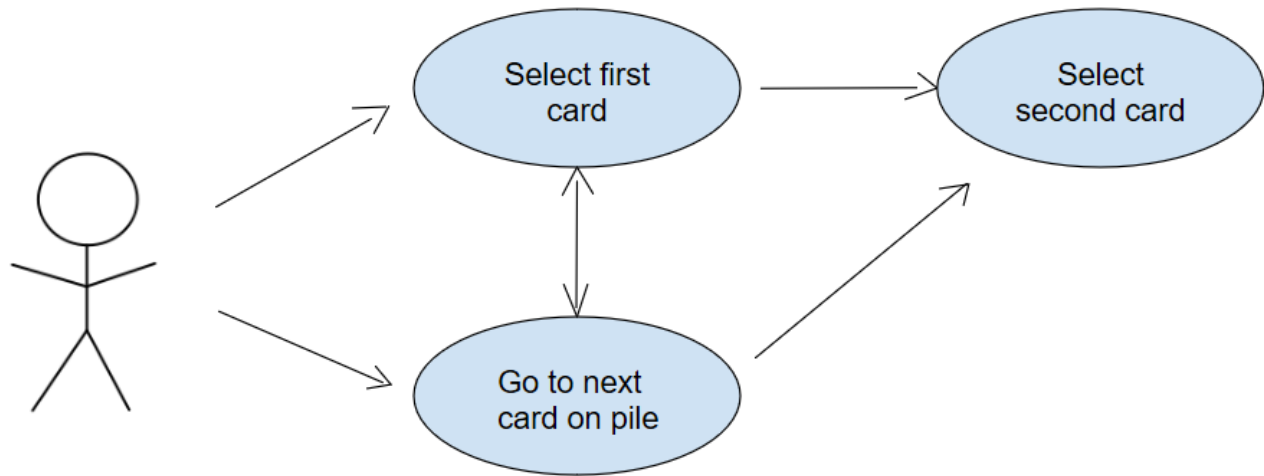 Select first
card
Select
second card
Go to next
card on pile